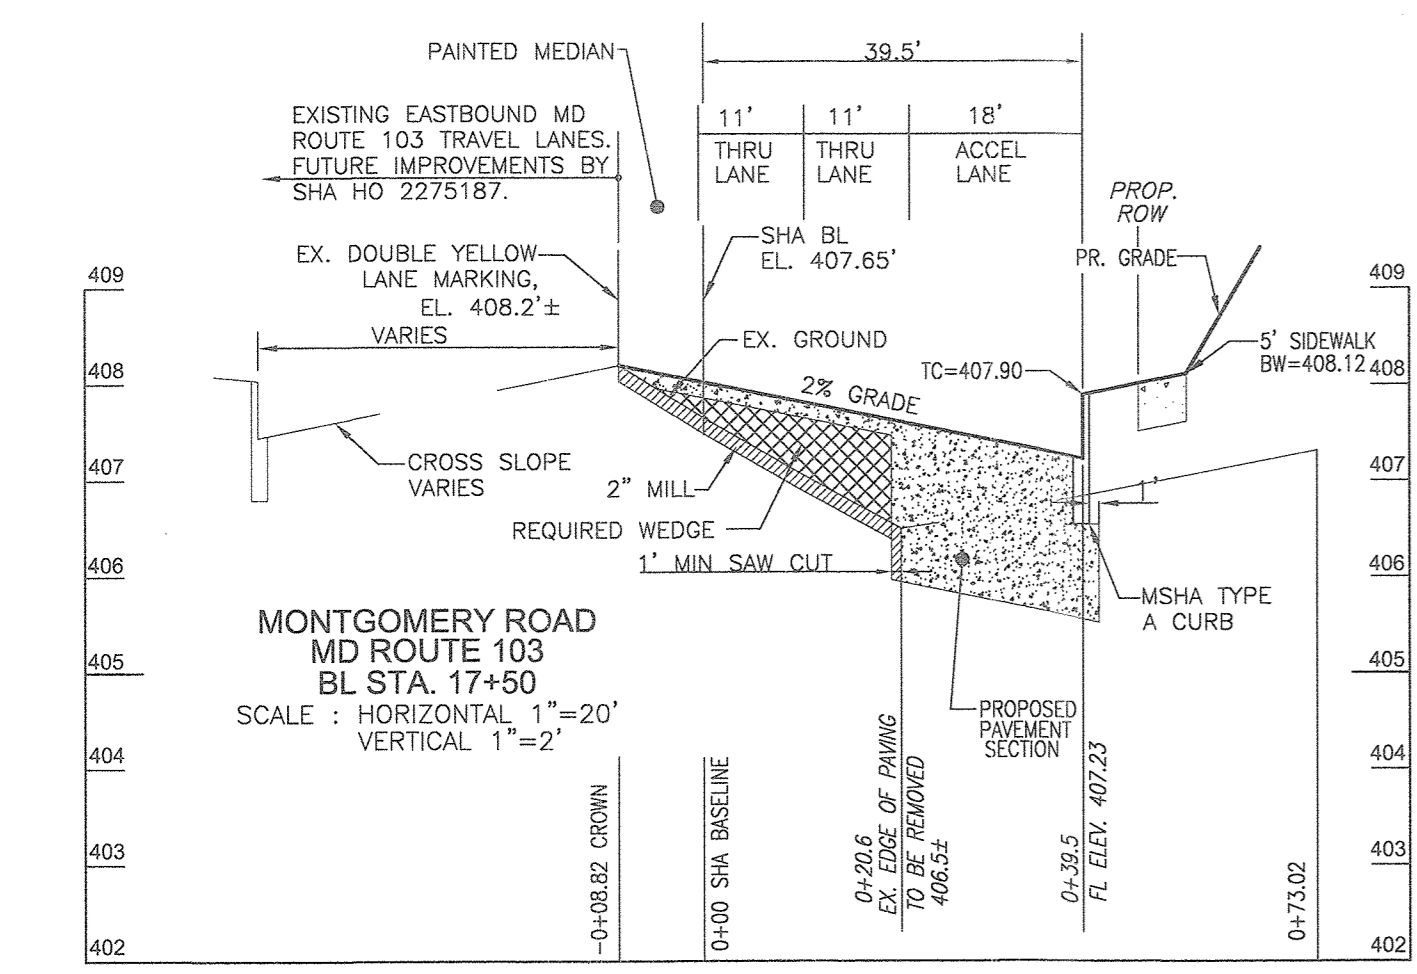 PAINTED MEDIAN
39.5'
EXISTING EASTBOUND MD
ROUTE 103 TRAVEL LANES.
FUTURE IMPROVEMENTS BY
SHA HO 2275187.
11'
11'
18'
THRU
LANE
THRU
LANE
ACCEL
LANE
PROP.
ROW
SHA BL
EL. 407.65'
PR. GRADE
EX. DOUBLE YELLOW
LANE MARKING,
EL. 408.2'±
409
409
VARIES
EX. GROUND
5' SIDEWALK
BW=408.12
TC=407.90
408
408
2% GRADE
CROSS SLOPE
VARIES
407
407
2" MILL
1'
REQUIRED WEDGE
1' MIN SAW CUT
406
406
MSHA TYPE
A CURB
MONTGOMERY ROAD
MD ROUTE 103
BL STA. 17+50
SCALE : HORIZONTAL 1"=20'
VERTICAL 1"=2'
405
405
PROPOSED
PAVEMENT
SECTION
404
404
403
403
402
402
-0+08.82 CROWN
0+00 SHA BASELINE
0+20.6
EX. EDGE OF PAVING
TO BE REMOVED
406.5±
0+39.5
FL ELEV. 407.23
0+73.02